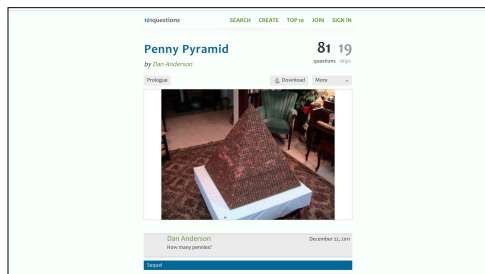 101questions SEARCH CREATE TOP 10 JOIN SIGN IN
Penny Pyramid
81 19
questions skips
by Dan Anderson
Prologue Download More
Dan Anderson December 22, 2011
How many pennies?
Sequel